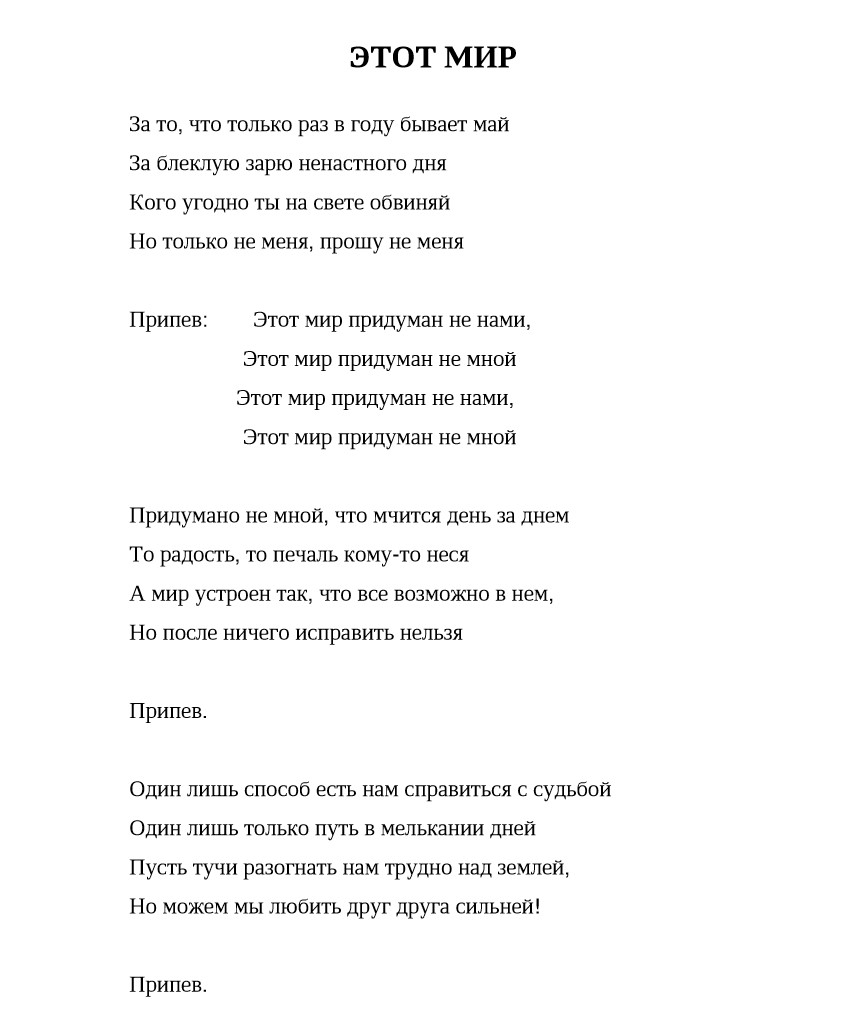 ЭТОТ МИР
За то, что только раз в году бывает май
За блеклую зарю ненастного дня
Кого угодно ты на свете обвиняй
Но только не меня, прошу не меня
Припев: Этот мир придуман не нами,
Этот мир придуман не мной
Этот мир придуман не нами,
Этот мир придуман не мной
Придумано не мной, что мчится день за днем
То радость, то печаль кому-то неся
А мир устроен так, что все возможно в нем,
Но после ничего исправить нельзя
Припев.
Один лишь способ есть нам справиться с судьбой
Один лишь только путь в мелькании дней
Пусть тучи разогнать нам трудно над землей,
Но можем мы любить друг друга сильней!
Припев.